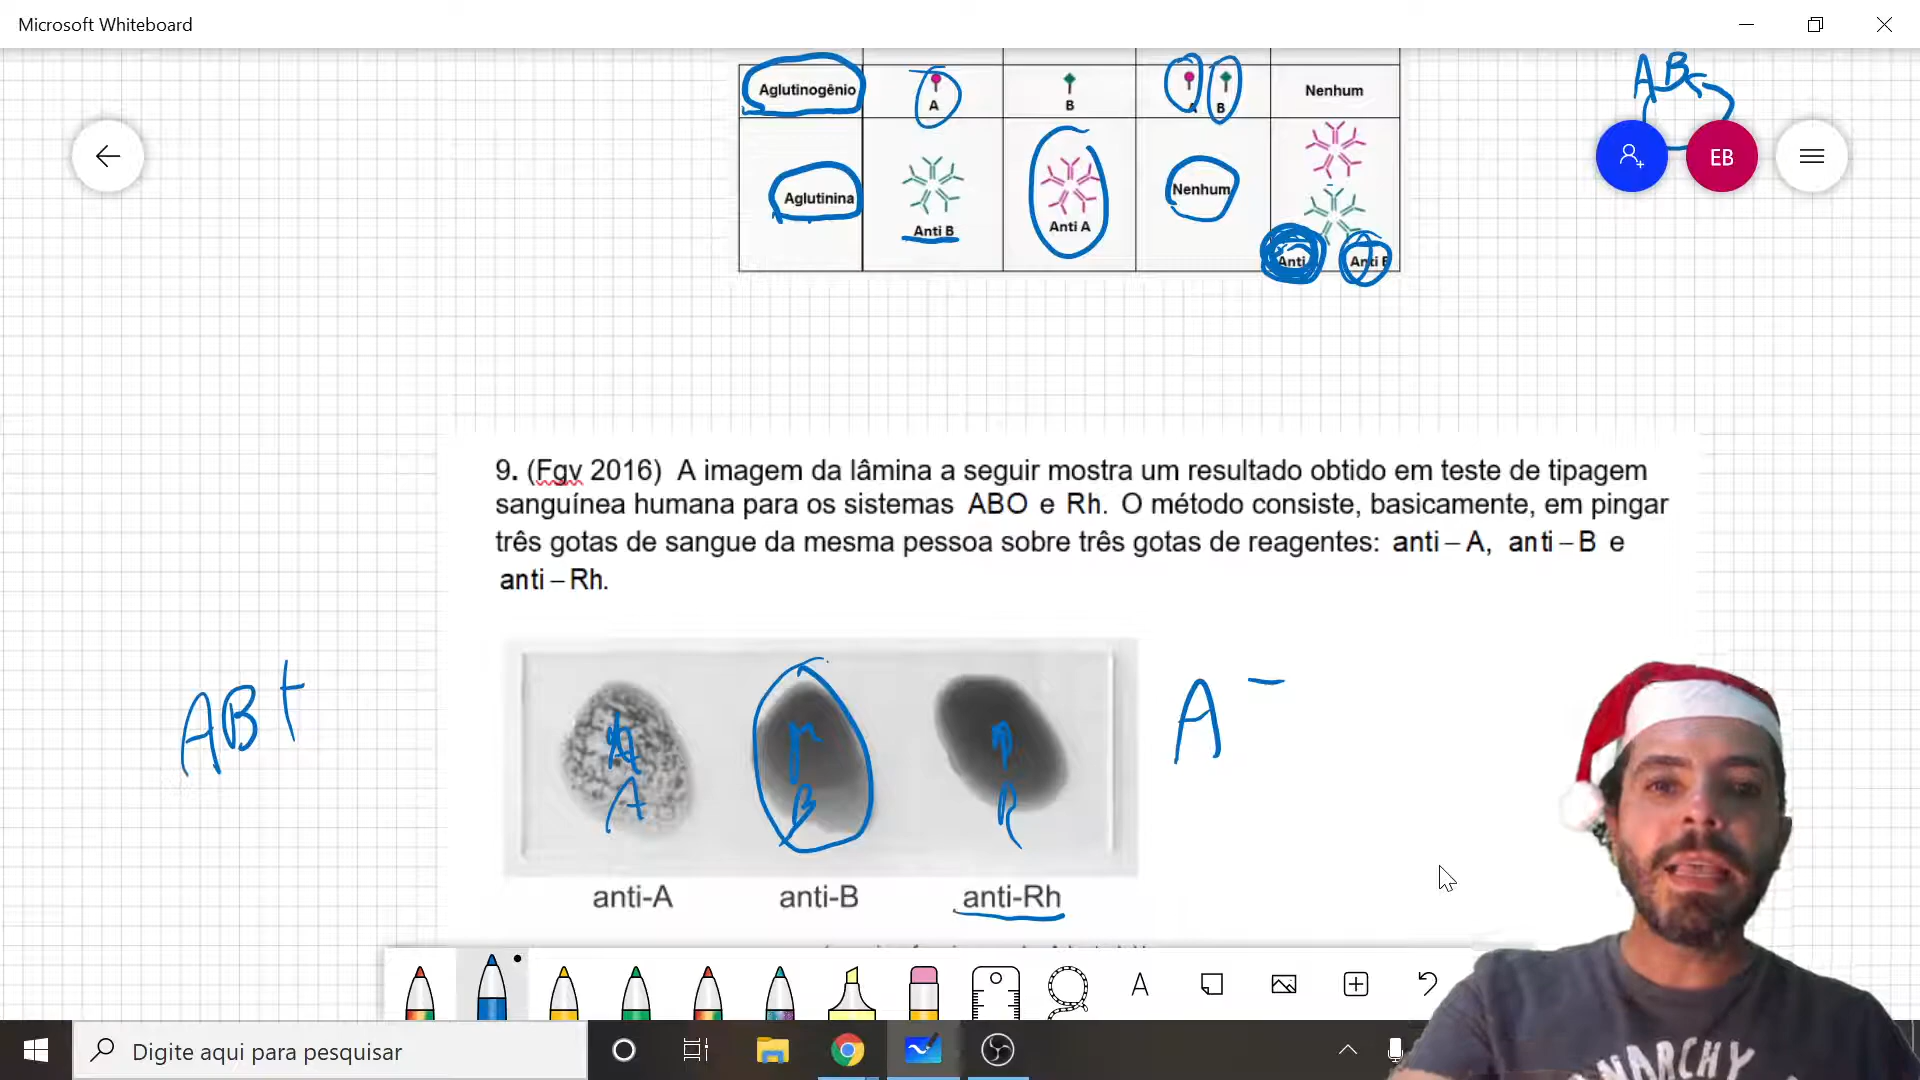 Microsoft Whiteboard
Aglutinogênio
A
B
B
Nenhum
AB
EB
Aglutinina
Anti B
Anti A
Nenhum
Anti
Anti
9. (Fgv 2016) A imagem da lâmina a seguir mostra um resultado obtido em teste de tipagem
sanguínea humana para os sistemas ABO e Rh. O método consiste, basicamente, em pingar
três gotas de sangue da mesma pessoa sobre três gotas de reagentes: anti – A, anti – B e
anti – Rh.
AB+
A
B
R
A −
anti-A
anti-B
anti-Rh
A
Digite aqui para pesquisar
NARCHY